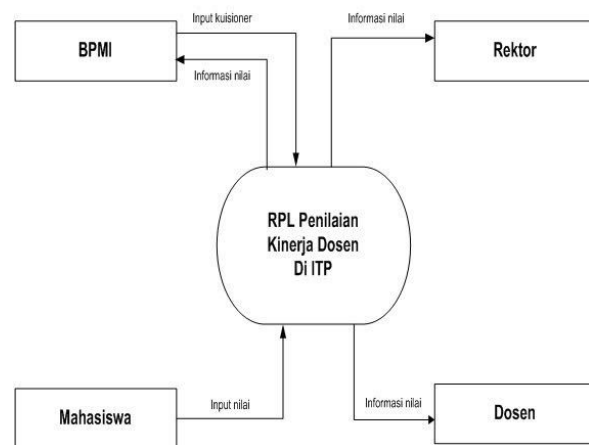 Input kuisioner
Informasi nilai
BPMI
Rektor
Informasi nilai
RPL Penilaian
Kinerja Dosen
Di ITP
Mahasiswa
Input nilai
Informasi nilai
Dosen